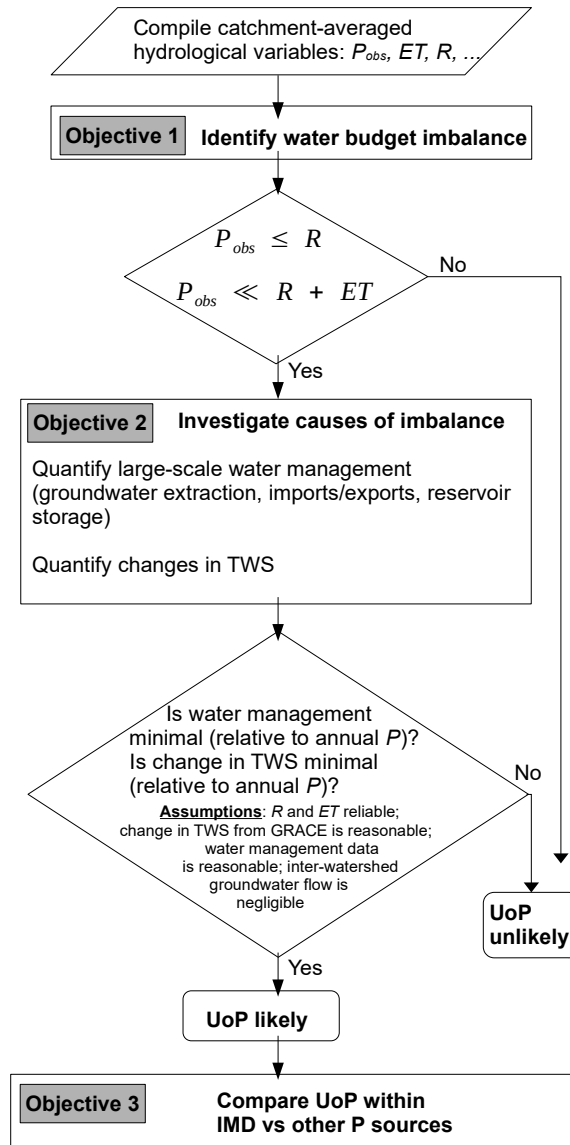 Compile catchment-averaged
hydrological variables: P_obs, ET, R, ...
Objective 1 Identify water budget imbalance
P_obs ≤ R
P_obs ≪ R + ET
No
Yes
Objective 2 Investigate causes of imbalance
Quantify large-scale water management
(groundwater extraction, imports/exports, reservoir
storage)
Quantify changes in TWS
Is water management
minimal (relative to annual P)?
Is change in TWS minimal
(relative to annual P)?
Assumptions: R and ET reliable;
change in TWS from GRACE is reasonable;
water management data
is reasonable; inter-watershed
groundwater flow is
negligible
No
UoP
unlikely
Yes
UoP likely
Objective 3 Compare UoP within
IMD vs other P sources